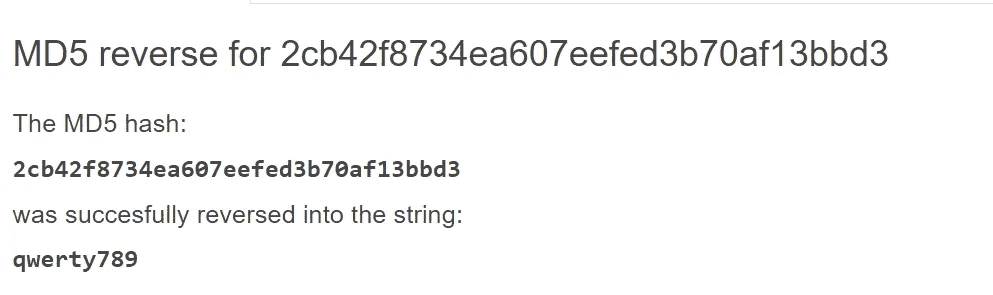 MD5 reverse for 2cb42f8734ea607eefed3b70af13bbd3
The MD5 hash:
2cb42f8734ea607eefed3b70af13bbd3
was succesfully reversed into the string:
qwerty789